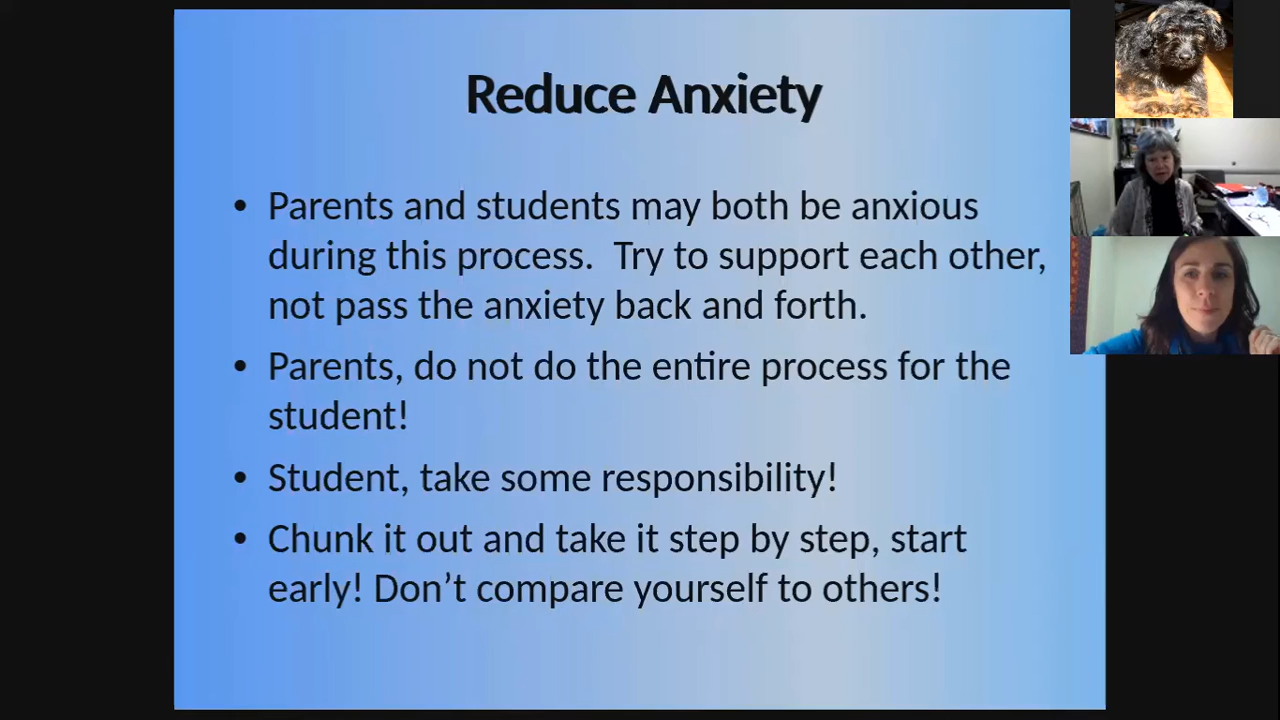 Reduce Anxiety
• Parents and students may both be anxious
during this process.  Try to support each other,
not pass the anxiety back and forth.
• Parents, do not do the entire process for the
student!
• Student, take some responsibility!
• Chunk it out and take it step by step, start
early! Don’t compare yourself to others!